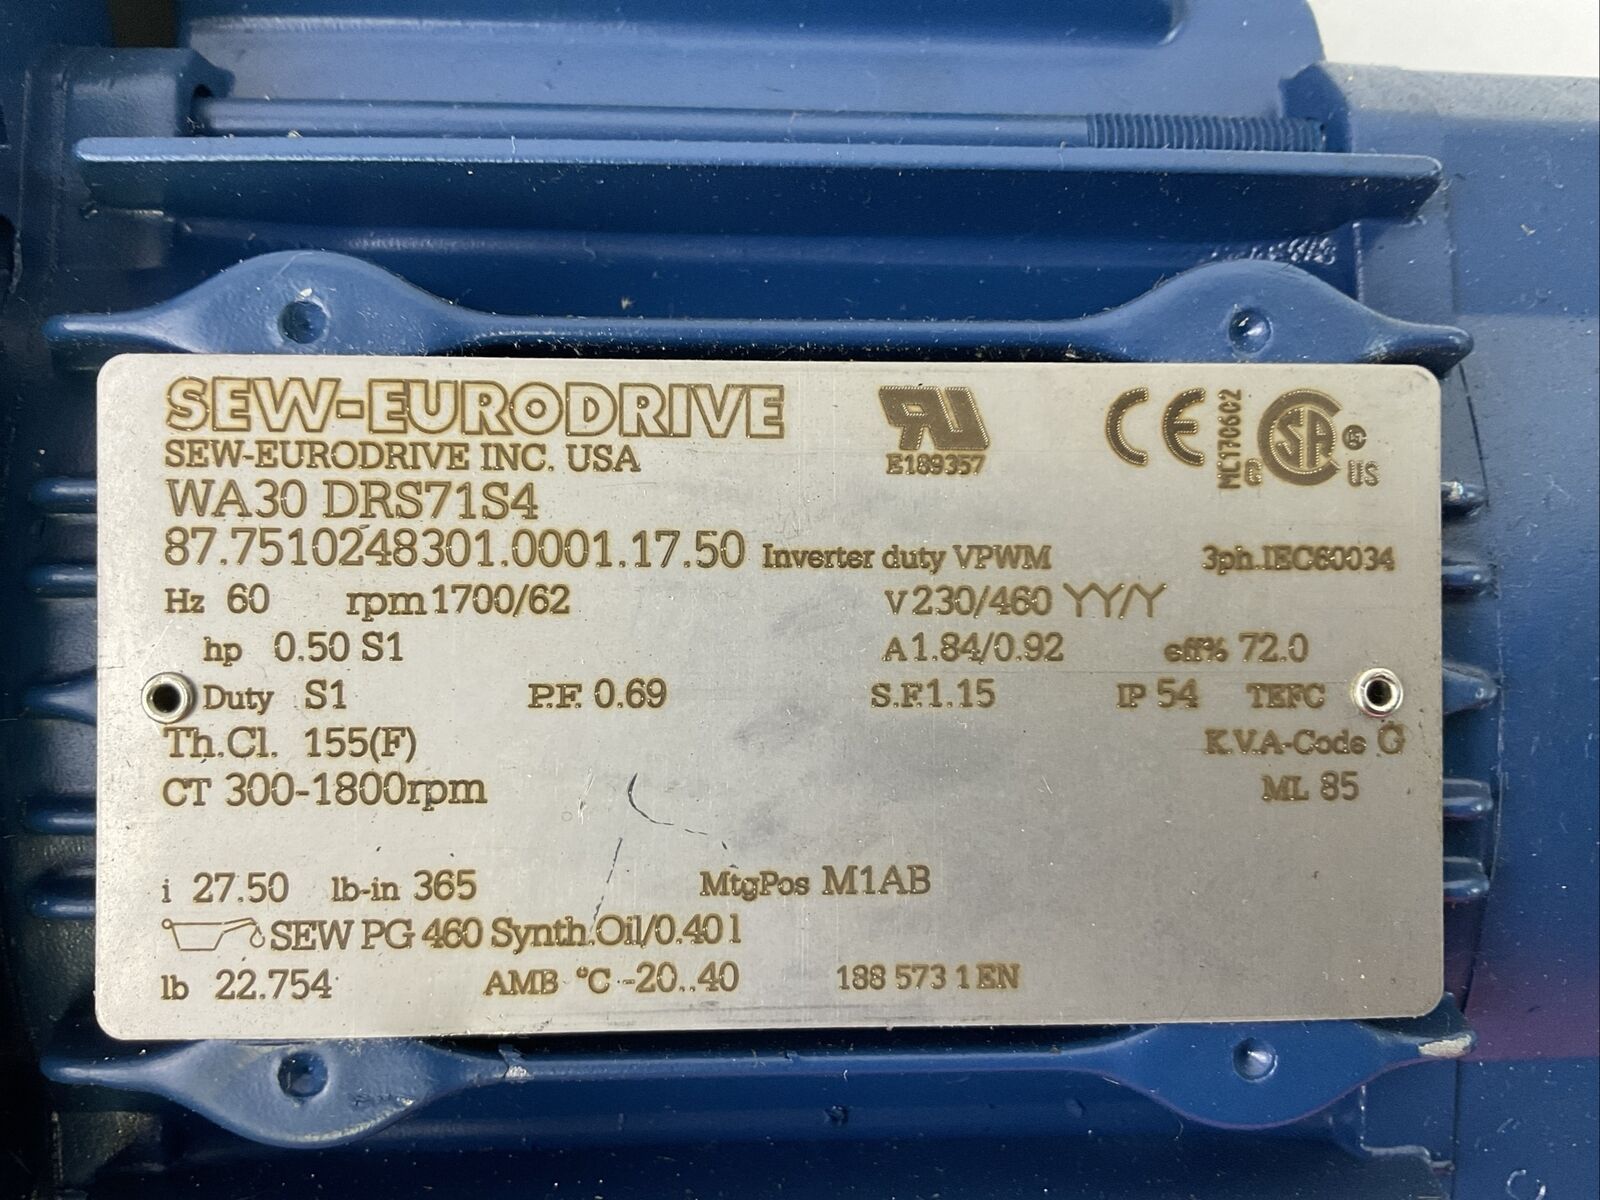 SEW-EURODRIVE
SEW-EURODRIVE INC. USA
E189357
CE
MC170602
CSA
C US
WA30 DRS71S4
87.7510248301.0001.17.50 Inverter duty VPWM 3ph.IEC60034
Hz 60 rpm 1700/62 V 230/460 YY/Y
hp 0.50 S1 A 1.84/0.92 eff% 72.0
Duty S1 P.F. 0.69 S.F. 1.15 IP 54 TEFC
Th.Cl. 155(F) K.V.A-Code G
CT 300-1800rpm ML 85
i 27.50 lb-in 365 MtgPos M1AB
SEW PG 460 Synth.Oil/0.40 l
lb 22.754 AMB °C -20..40 188 573 1 EN